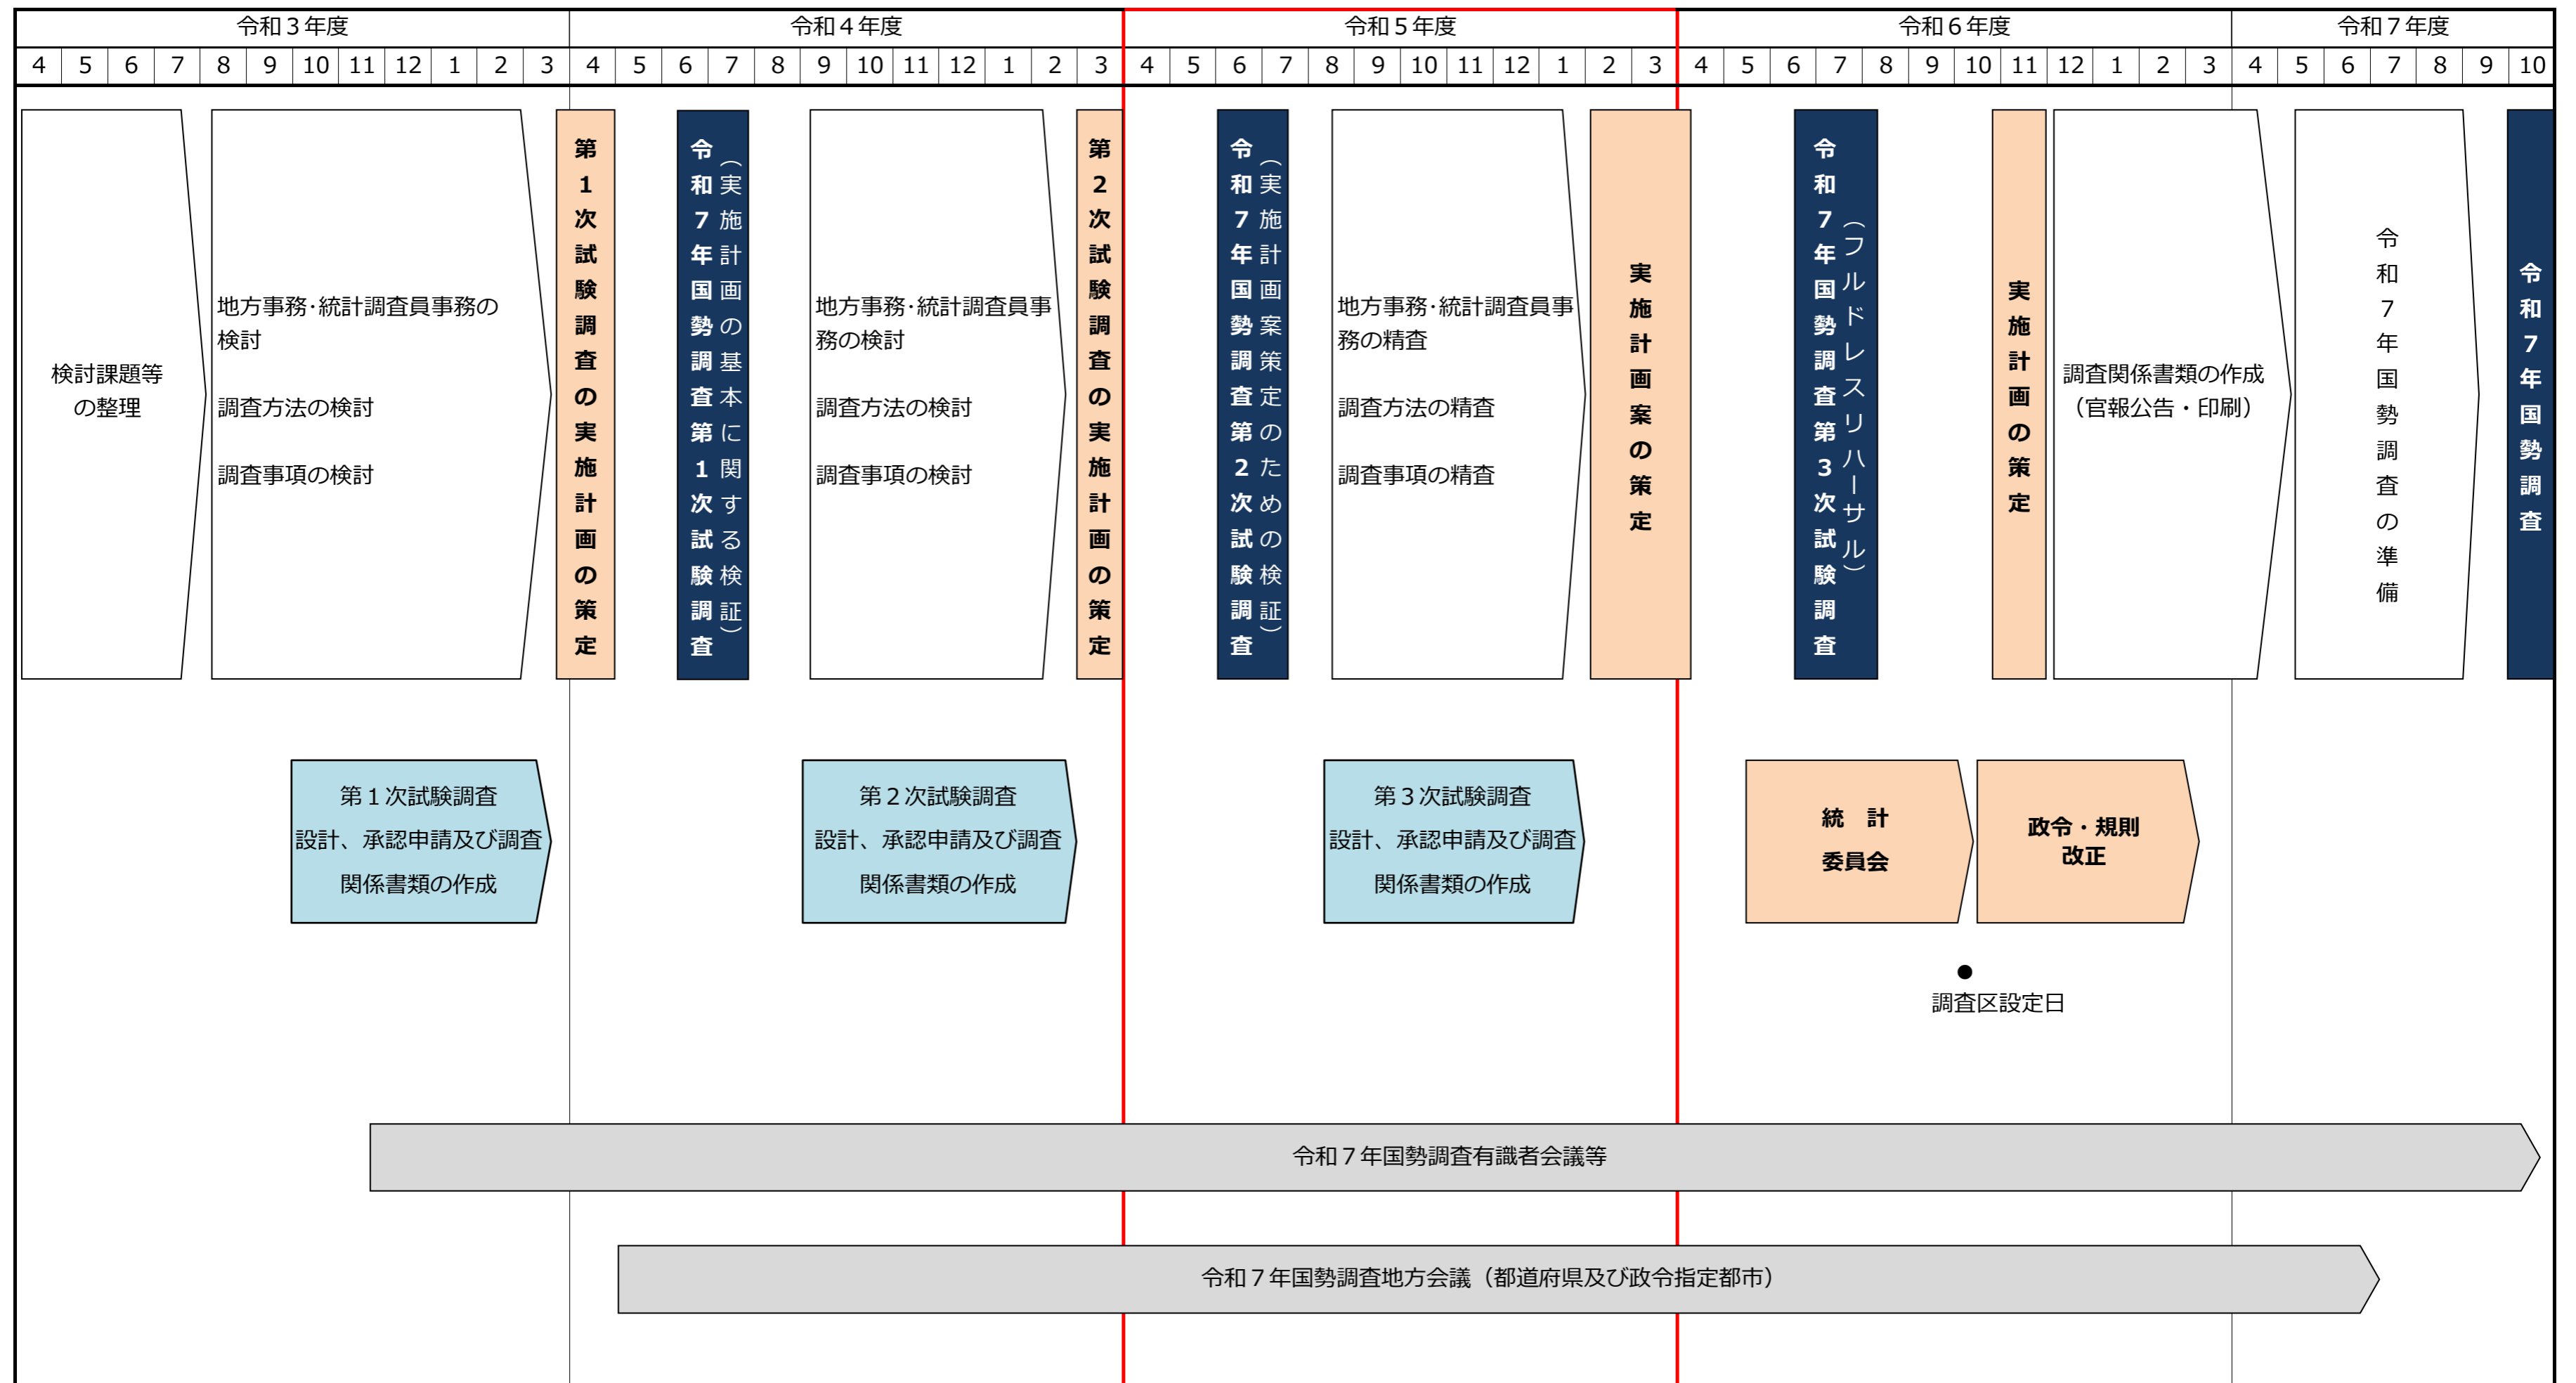 令和３年度 令和４年度 令和５年度 令和６年度 令和７年度
4 5 6 7 8 9 10 11 12 1 2 3 4 5 6 7 8 9 10 11 12 1 2 3 4 5 6 7 8 9 10 11 12 1 2 3 4 5 6 7 8 9 10 11 12 1 2 3 4 5 6 7 8 9 10
検討課題等
の整理
地方事務･統計調査員事務の
検討
調査方法の検討
調査事項の検討
第1次試験調査の実施計画の策定
令和7年国勢調査第1次試験調査
（実施計画の基本に関する検証）
地方事務･統計調査員事
務の検討
調査方法の検討
調査事項の検討
第2次試験調査の実施計画の策定
令和7年国勢調査第2次試験調査
（実施計画案策定のための検証）
地方事務･統計調査員事
務の精査
調査方法の精査
調査事項の精査
実施計画案の策定
令和7年国勢調査第3次試験調査
（フルドレスリハーサル）
実施計画の策定
調査関係書類の作成
（官報公告・印刷）
令和７年国勢調査の準備
令和7年国勢調査
第１次試験調査
設計、承認申請及び調査
関係書類の作成
第２次試験調査
設計、承認申請及び調査
関係書類の作成
第３次試験調査
設計、承認申請及び調査
関係書類の作成
統　計
委員会
政令・規則
改正
●
調査区設定日
令和７年国勢調査有識者会議等
令和７年国勢調査地方会議（都道府県及び政令指定都市）